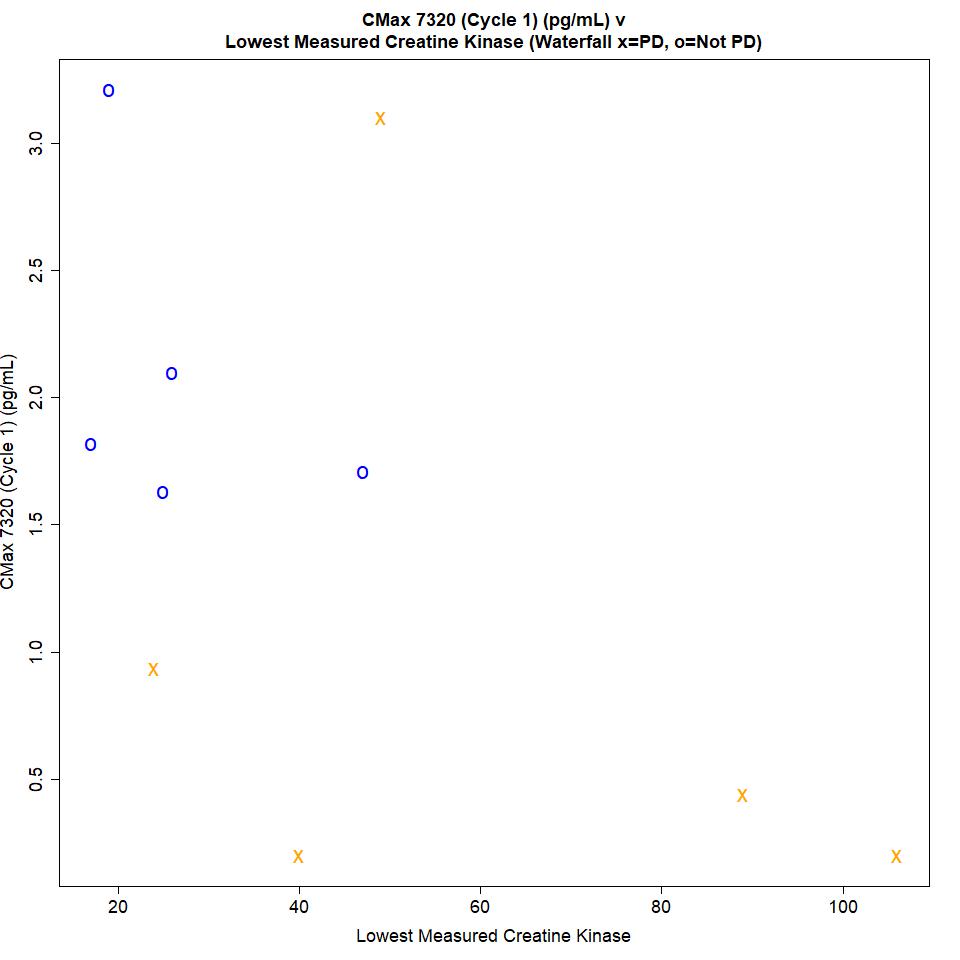 CMax 7320 (Cycle 1) (pg/mL) v
Lowest Measured Creatine Kinase (Waterfall x=PD, o=Not PD)
CMax 7320 (Cycle 1) (pg/mL)
3.0
2.5
2.0
1.5
1.0
0.5
O
X
O
O
O
O
X
X
X
X
20 40 60 80 100
Lowest Measured Creatine Kinase